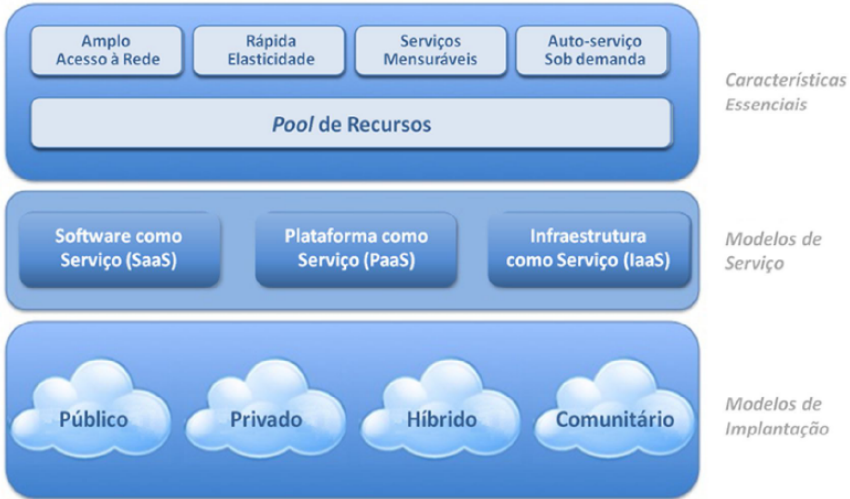 Amplo
Acesso à Rede
Rápida
Elasticidade
Serviços
Mensuráveis
Auto-serviço
Sob demanda
Pool de Recursos
Características
Essenciais
Software como
Serviço (SaaS)
Plataforma como
Serviço (PaaS)
Infraestrutura
como Serviço (IaaS)
Modelos de
Serviço
Público
Privado
Híbrido
Comunitário
Modelos de
Implantação